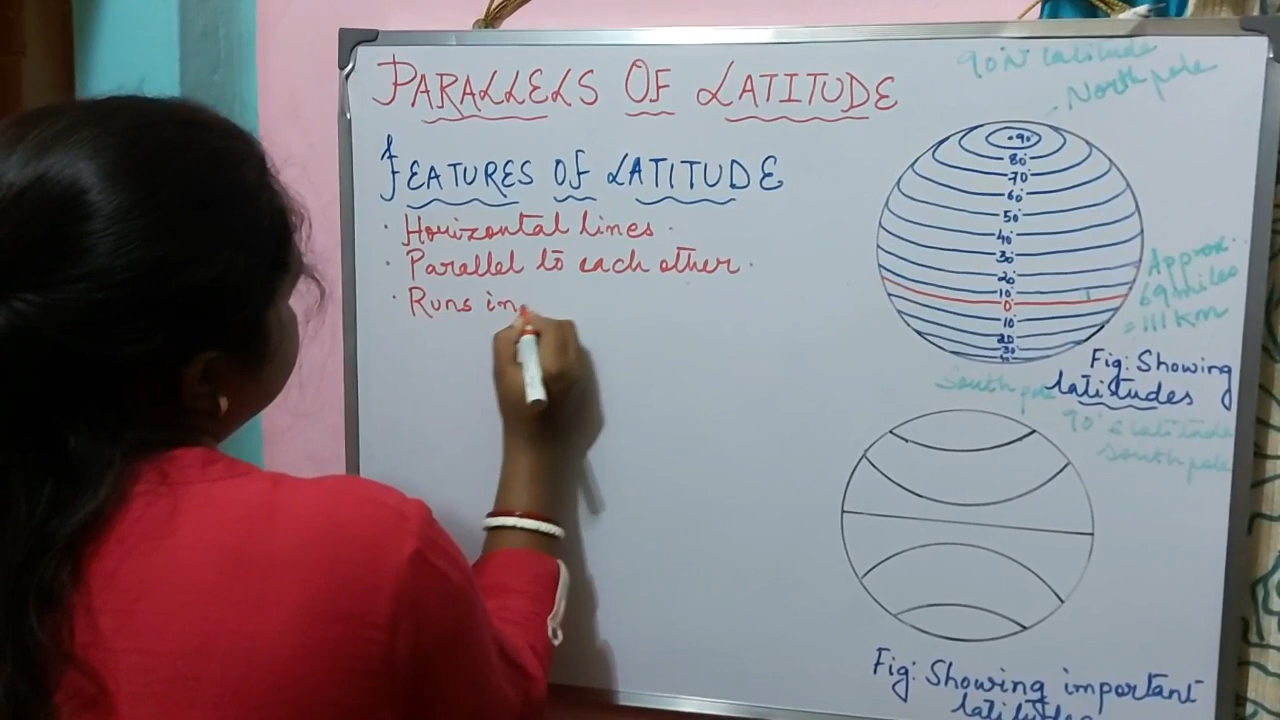 PARALLELS OF LATITUDE
FEATURES OF LATITUDE
· Horizontal lines.
· Parallel to each other.
· Runs in
90°N latitude
. North pole
90°
80°
70°
60°
50°
40°
30°
20°
10°
0°
10°
20°
30°
Approx..
69 miles
= 111 Km
Fig: Showing
latitudes
South pole
90° S latitude
South pole
Fig: Showing important
latitudes